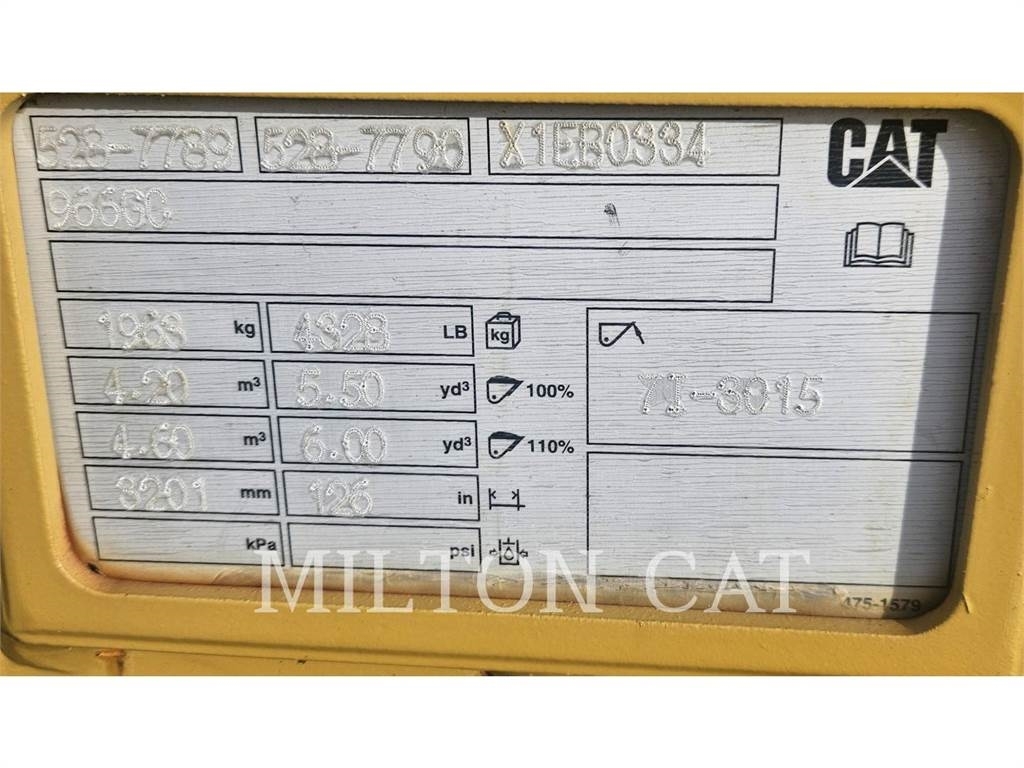 528-7789 528-7790 X1EB0334 CAT
966GC
1963 kg 4328 LB kg
4.20 m³ 5.50 yd³ 100% 7I-3015
4.60 m³ 6.00 yd³ 110%
3201 mm 126 in
kPa psi
MILTON CAT
475-1579